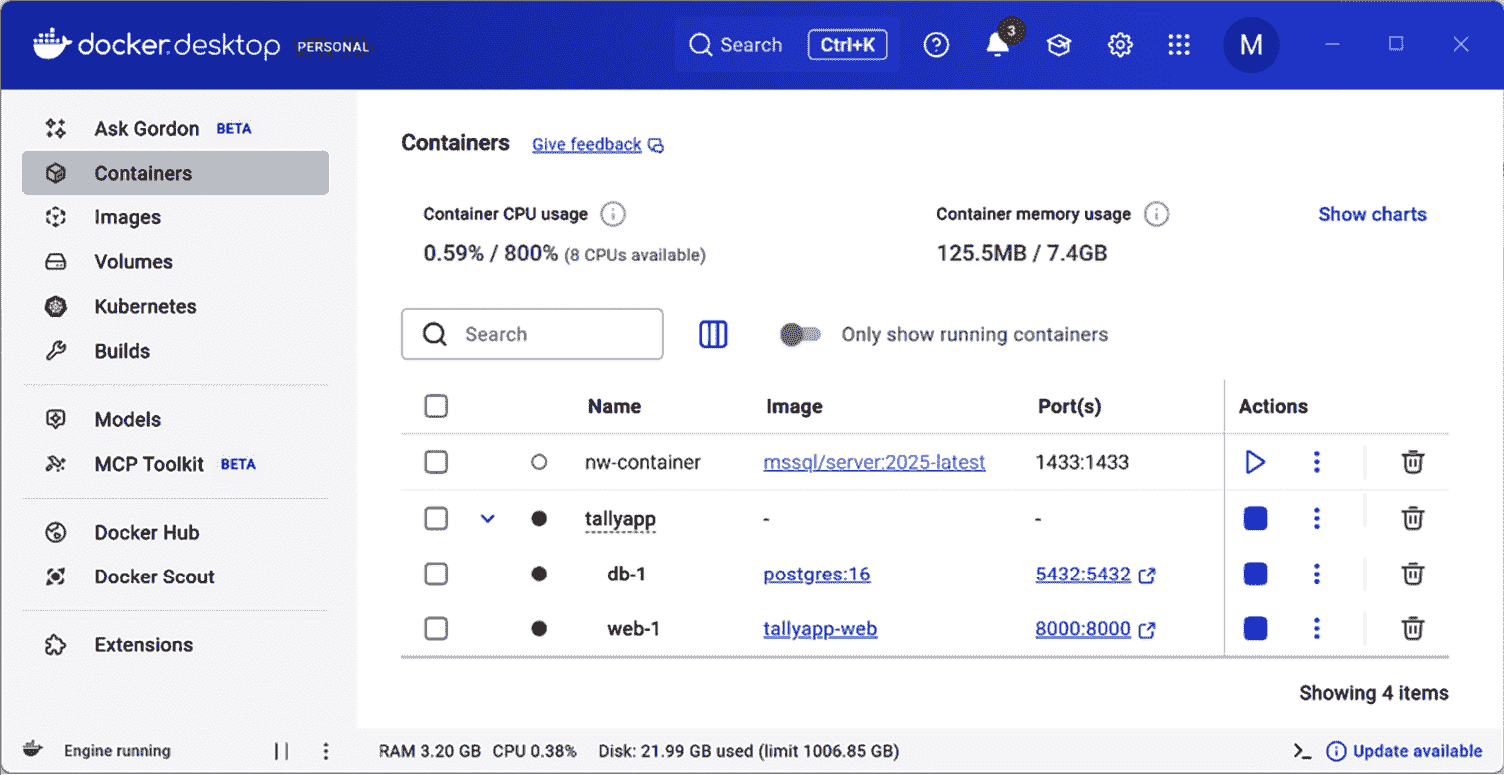 docker.desktop PERSONAL Search Ctrl+K 3 M
Ask Gordon BETA
Containers
Images
Volumes
Kubernetes
Builds
Models
MCP Toolkit BETA
Docker Hub
Docker Scout
Extensions
Containers Give feedback
Container CPU usage Container memory usage Show charts
0.59% / 800% (8 CPUs available) 125.5MB / 7.4GB
Search Only show running containers
Name Image Port(s) Actions
nw-container mssql/server:2025-latest 1433:1433
tallyapp - -
db-1 postgres:16 5432:5432
web-1 tallyapp-web 8000:8000
Showing 4 items
Engine running RAM 3.20 GB CPU 0.38% Disk: 21.99 GB used (limit 1006.85 GB) Update available